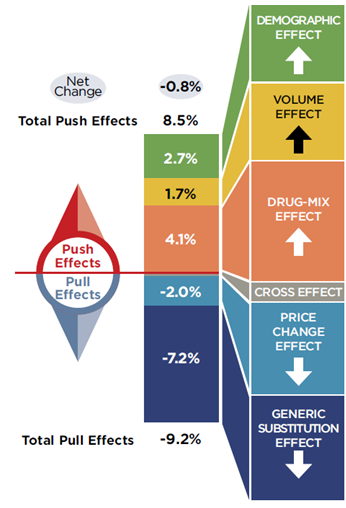 DEMOGRAPHIC
EFFECT
Net
Change
-0.8%
Total Push Effects
8.5%
VOLUME
EFFECT
2.7%
1.7%
DRUG-MIX
EFFECT
4.1%
Push
Effects
Pull
Effects
CROSS EFFECT
-2.0%
PRICE
CHANGE
EFFECT
-7.2%
GENERIC
SUBSTITUTION
EFFECT
Total Pull Effects
-9.2%